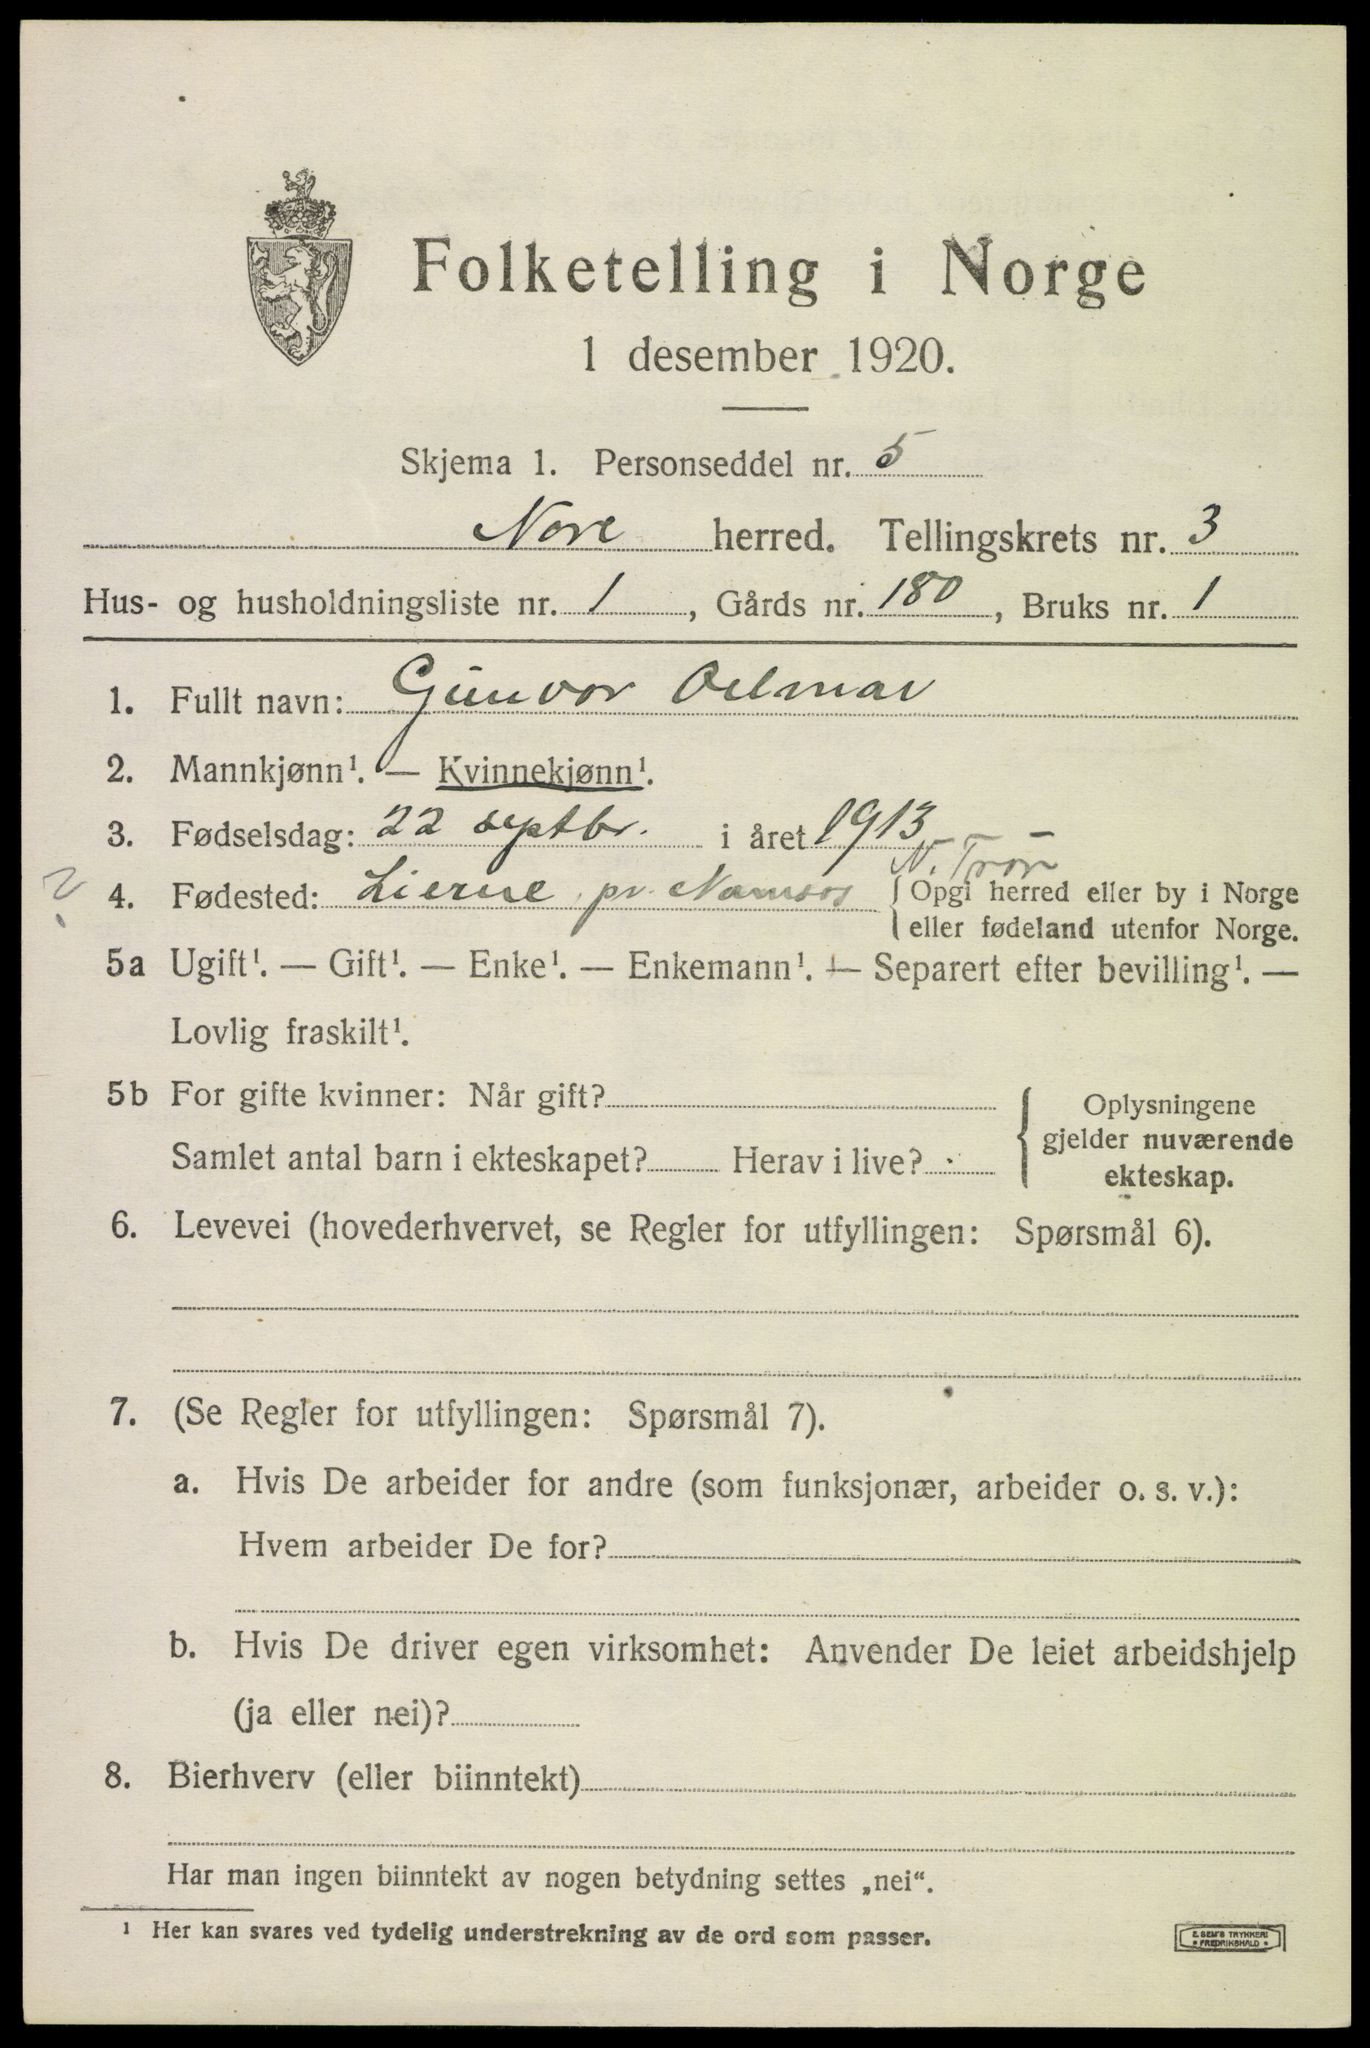 Folketelling i Norge
1 desember 1920.
Skjema 1. Personseddel nr. 5
Nore herred. Tellingskrets nr. 3
Hus- og husholdningsliste nr. 1, Gårds nr. 180, Bruks nr. 1
1. Fullt navn: Gunvor Oelmar
2. Mannkjønn¹. — Kvinnekjønn¹.
3. Fødselsdag: 22 septbr. i året 1913
N. Trön
? 4. Fødested: Lierne pr. Namsos { Opgi herred eller by i Norge
eller fødeland utenfor Norge.
5a Ugift¹. — Gift¹. — Enke¹. — Enkemann¹. — Separert efter bevilling¹. —
Lovlig fraskilt¹.
5b For gifte kvinner: Når gift?
Samlet antal barn i ekteskapet? Herav i live?
Oplysningene
gjelder nuværende
ekteskap.
6. Levevei (hovederhvervet, se Regler for utfyllingen: Spørsmål 6).
7. (Se Regler for utfyllingen: Spørsmål 7).
a. Hvis De arbeider for andre (som funksjonær, arbeider o. s. v.):
Hvem arbeider De for?
b. Hvis De driver egen virksomhet: Anvender De leiet arbeidshjelp
(ja eller nei)?
8. Bierhverv (eller biinntekt)
Har man ingen biinntekt av nogen betydning settes „nei“.
¹ Her kan svares ved tydelig understrekning av de ord som passer.
E. SEM'S TRYKKERI
FREDRIKSHALD